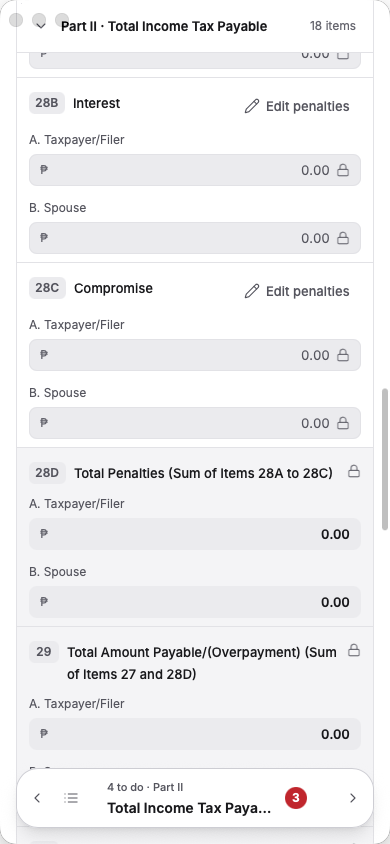 Part II · Total Income Tax Payable
18 items
28B
Interest
Edit penalties
A. Taxpayer/Filer
₱
0.00
B. Spouse
₱
0.00
28C
Compromise
Edit penalties
A. Taxpayer/Filer
₱
0.00
B. Spouse
₱
0.00
28D
Total Penalties (Sum of Items 28A to 28C)
A. Taxpayer/Filer
₱
0.00
B. Spouse
₱
0.00
29
Total Amount Payable/(Overpayment) (Sum
of Items 27 and 28D)
A. Taxpayer/Filer
₱
0.00
4 to do · Part II
Total Income Tax Paya...
3